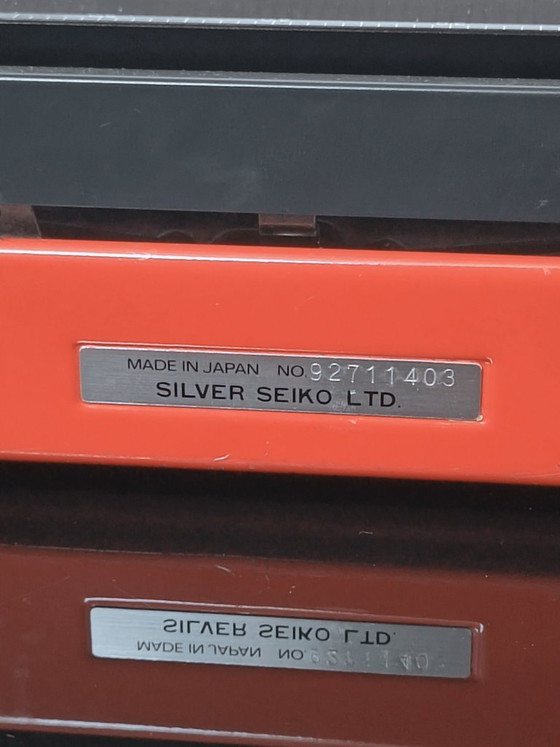 MADE IN JAPAN NO.92711403
SILVER SEIKO LTD.